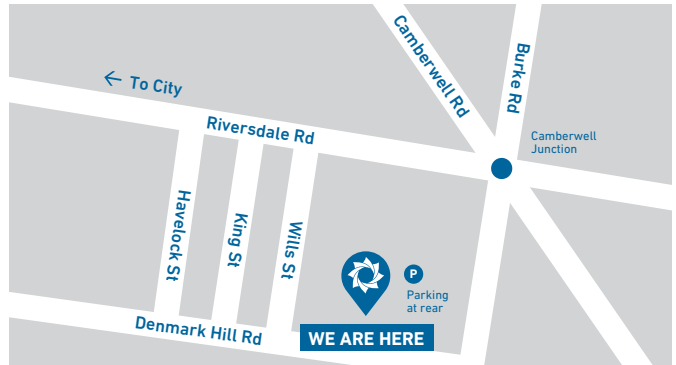 Camberwell Rd
Burke Rd
To City
Riversdale Rd
Camberwell
Junction
Havelock St
King St
Wills St
P
Parking
at rear
Denmark Hill Rd
WE ARE HERE